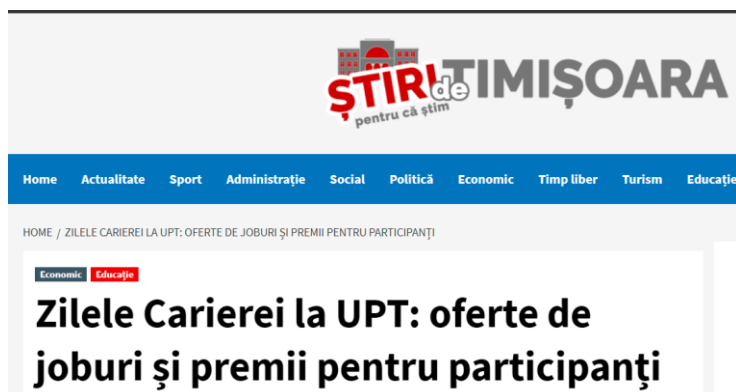 ȘTIRI de TIMIȘOARA
pentru că știm
Home Actualitate Sport Administrație Social Politică Economic Timp liber Turism Educație
HOME / ZILELE CARIEREI LA UPT: OFERTE DE JOBURI ȘI PREMII PENTRU PARTICIPANȚI
Economic Educație
Zilele Carierei la UPT: oferte de
joburi și premii pentru participanți